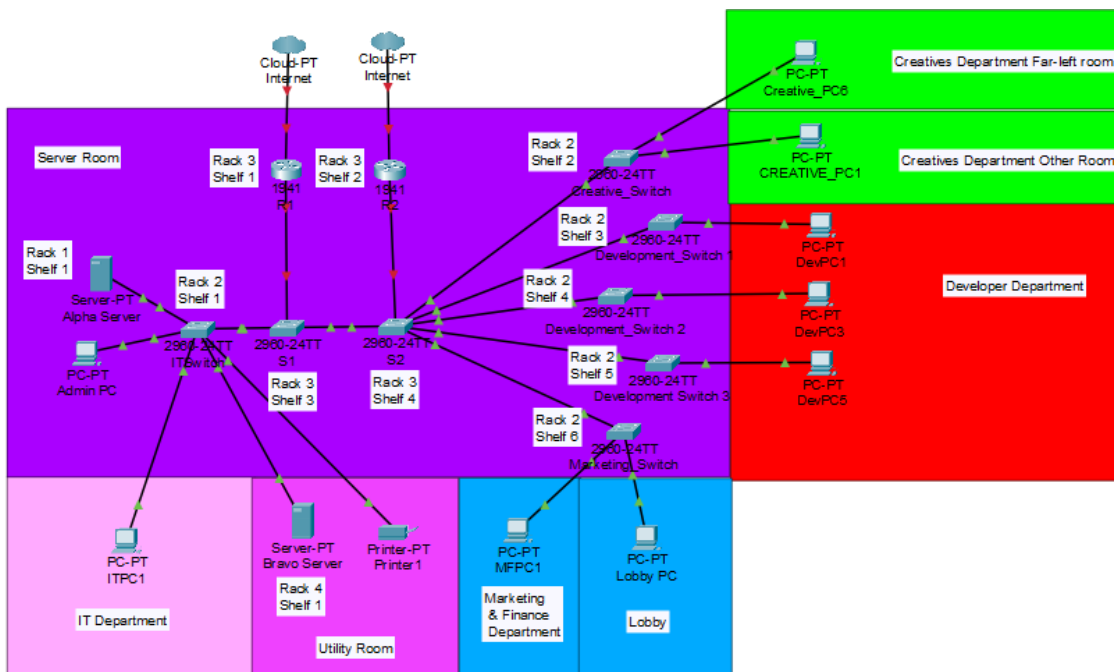 Cloud-PT
Internet
Cloud-PT
Internet
PC-PT
Creative_PC6
Creatives Department Far-left room
Server Room
Rack 3
Shelf 1
1941
R1
Rack 3
Shelf 2
1941
R2
Rack 2
Shelf 2
2960-24TT
Creative_Switch
PC-PT
CREATIVE_PC1
Creatives Department Other Room
Rack 2
Shelf 3
2960-24TT
Development_Switch 1
PC-PT
DevPC1
Rack 1
Shelf 1
Server-PT
Alpha Server
Rack 2
Shelf 1
Rack 2
Shelf 4
2960-24TT
Development_Switch 2
PC-PT
DevPC3
Developer Department
PC-PT
Admin PC
2960-24TT
ITSwitch
2960-24TT
S1
Rack 3
Shelf 3
2960-24TT
S2
Rack 3
Shelf 4
Rack 2
Shelf 5
2960-24TT
Development Switch 3
PC-PT
DevPC5
Rack 2
Shelf 6
2960-24TT
Marketing_Switch
PC-PT
ITPC1
IT Department
Server-PT
Bravo Server
Rack 4
Shelf 1
Printer-PT
Printer1
Utility Room
PC-PT
MFPC1
Marketing
& Finance
Department
PC-PT
Lobby PC
Lobby